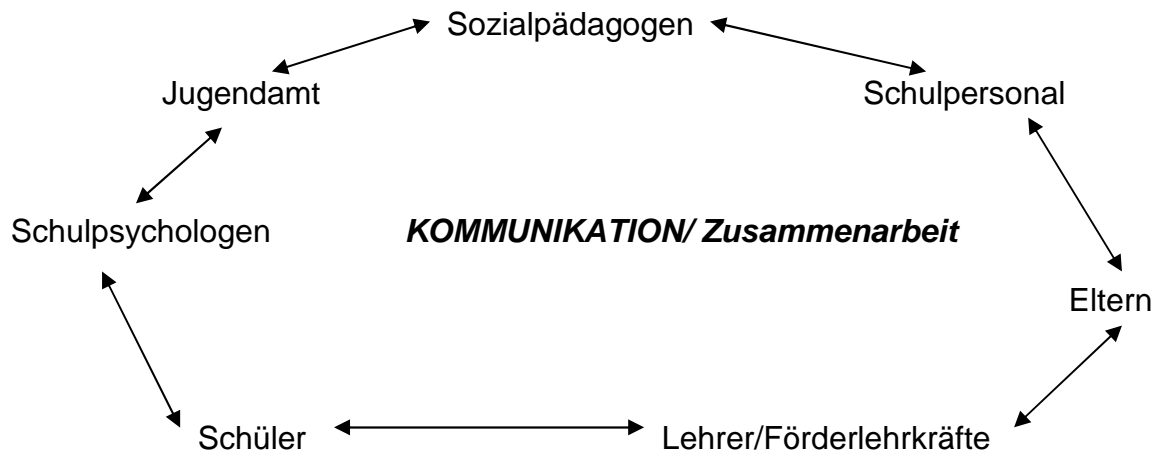 Sozialpädagogen
Jugendamt
Schulpersonal
Schulpsychologen
KOMMUNIKATION/ Zusammenarbeit
Eltern
Schüler
Lehrer/Förderlehrkräfte